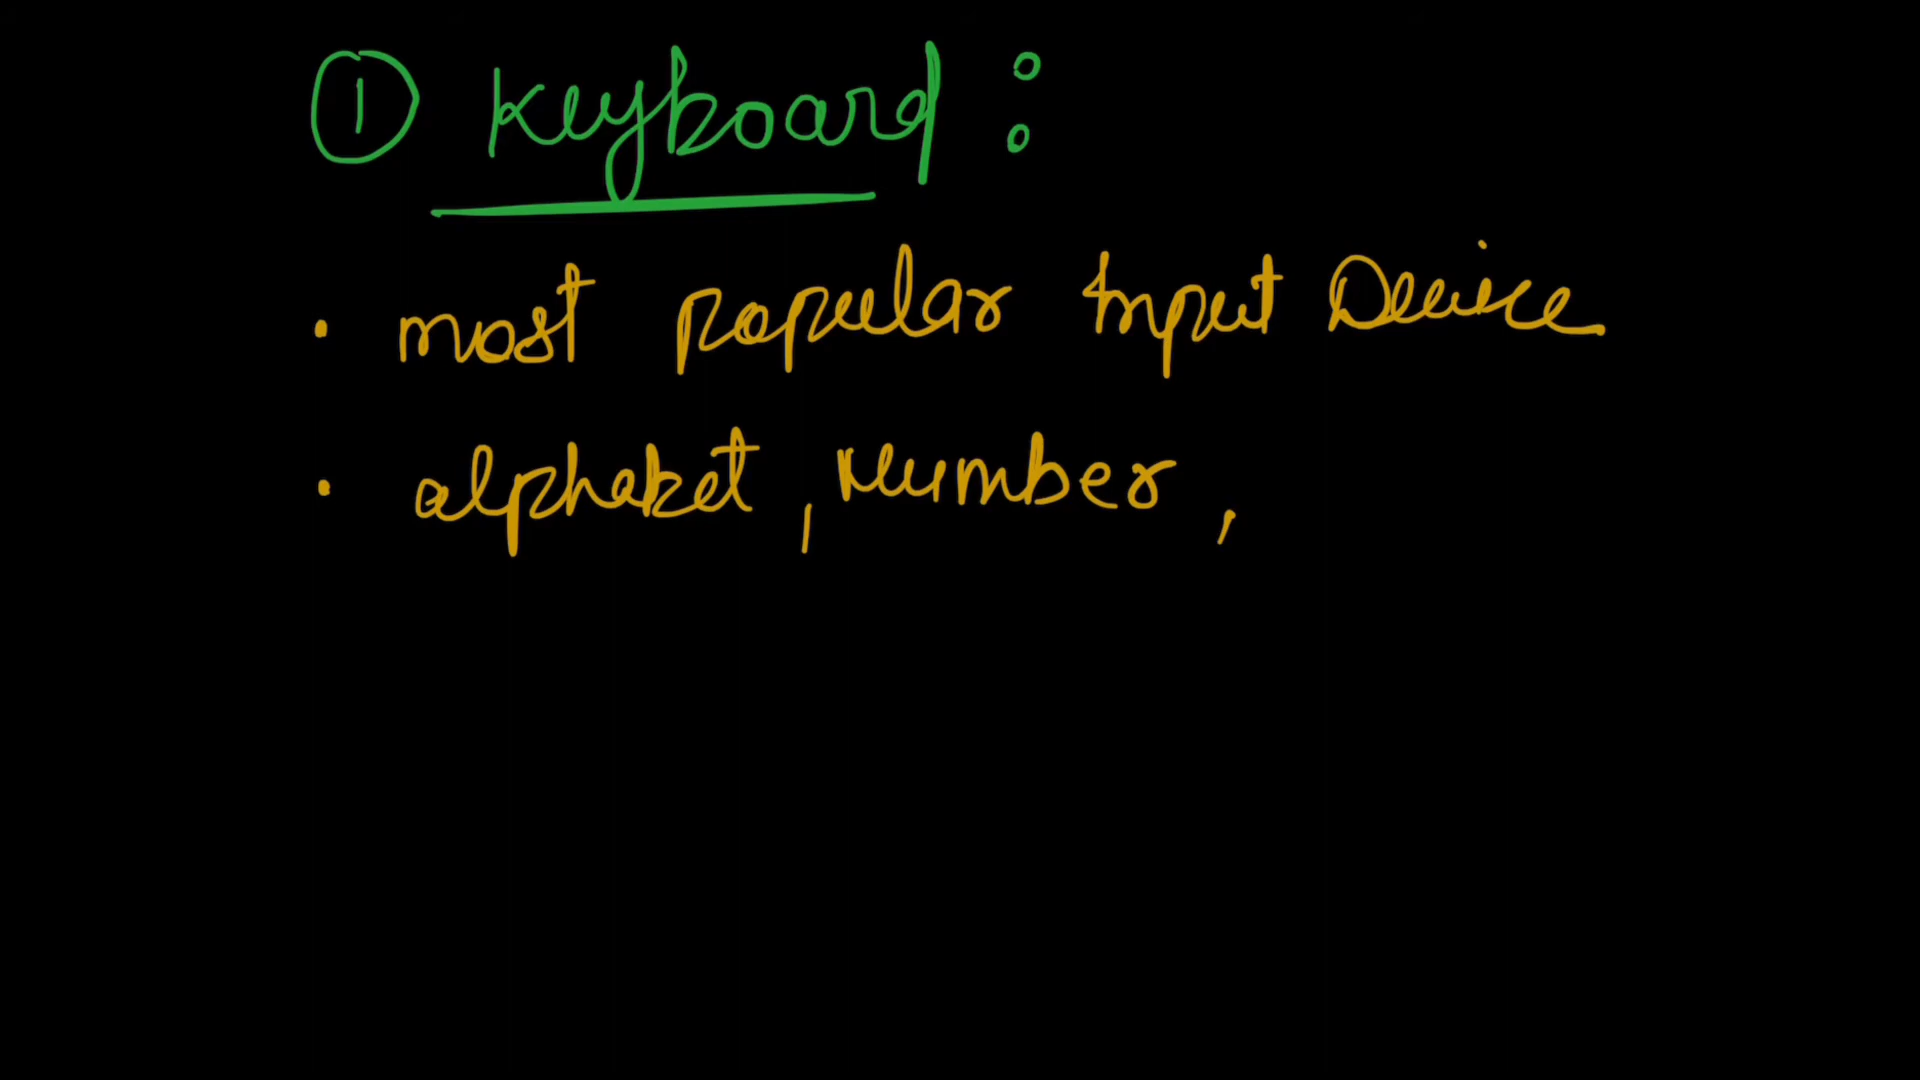 ① Keyboard :
• most popular Input Device
• alphabet, Number,